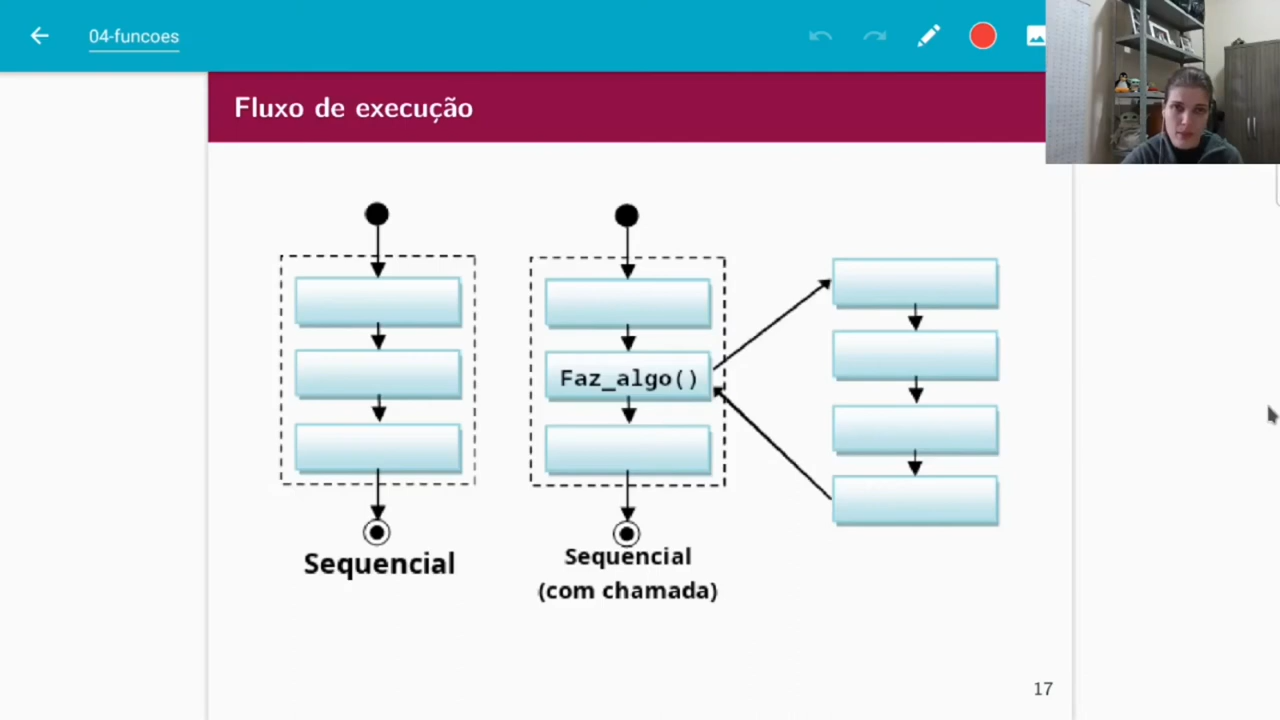 04-funcoes
Fluxo de execução
Faz_algo()
Sequencial
Sequencial
(com chamada)
17